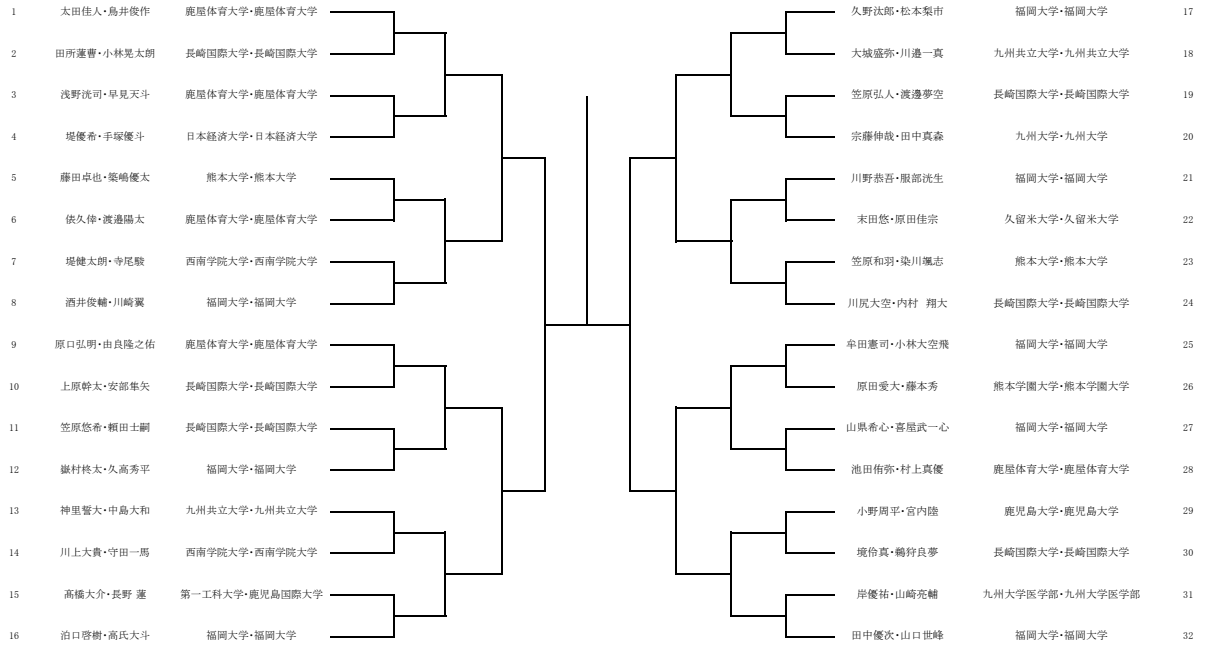 1 太田佳人・鳥井俊作 鹿屋体育大学・鹿屋体育大学
2 田所蓮曹・小林晃太朗 長崎国際大学・長崎国際大学
3 浅野洸司・早見天斗 鹿屋体育大学・鹿屋体育大学
4 堤優希・手塚優斗 日本経済大学・日本経済大学
5 藤田卓也・築嶋優太 熊本大学・熊本大学
6 俵久倖・渡邉陽太 鹿屋体育大学・鹿屋体育大学
7 堤健太朗・寺尾駿 西南学院大学・西南学院大学
8 酒井俊輔・川崎翼 福岡大学・福岡大学
9 原口弘明・由良隆之佑 鹿屋体育大学・鹿屋体育大学
10 上原幹太・安部隼矢 長崎国際大学・長崎国際大学
11 笠原悠希・頼田士嗣 長崎国際大学・長崎国際大学
12 嶽村柊太・久高秀平 福岡大学・福岡大学
13 神里誓大・中島大和 九州共立大学・九州共立大学
14 川上大貴・守田一馬 西南学院大学・西南学院大学
15 髙橋大介・長野 蓮 第一工科大学・鹿児島国際大学
16 泊口啓樹・高氏大斗 福岡大学・福岡大学
久野汰郎・松本梨市 福岡大学・福岡大学 17
大城盛弥・川邉一真 九州共立大学・九州共立大学 18
笠原弘人・渡邊夢空 長崎国際大学・長崎国際大学 19
宗藤伸哉・田中真森 九州大学・九州大学 20
川野恭吾・服部洸生 福岡大学・福岡大学 21
末田悠・原田佳宗 久留米大学・久留米大学 22
笠原和羽・染川颯志 熊本大学・熊本大学 23
川尻大空・内村 翔大 長崎国際大学・長崎国際大学 24
牟田憲司・小林大空飛 福岡大学・福岡大学 25
原田愛大・藤本秀 熊本学園大学・熊本学園大学 26
山県希心・喜屋武一心 福岡大学・福岡大学 27
池田侑弥・村上真優 鹿屋体育大学・鹿屋体育大学 28
小野周平・宮内陸 鹿児島大学・鹿児島大学 29
境伶真・鵜狩良夢 長崎国際大学・長崎国際大学 30
岸優祐・山崎亮輔 九州大学医学部・九州大学医学部 31
田中優次・山口世峰 福岡大学・福岡大学 32